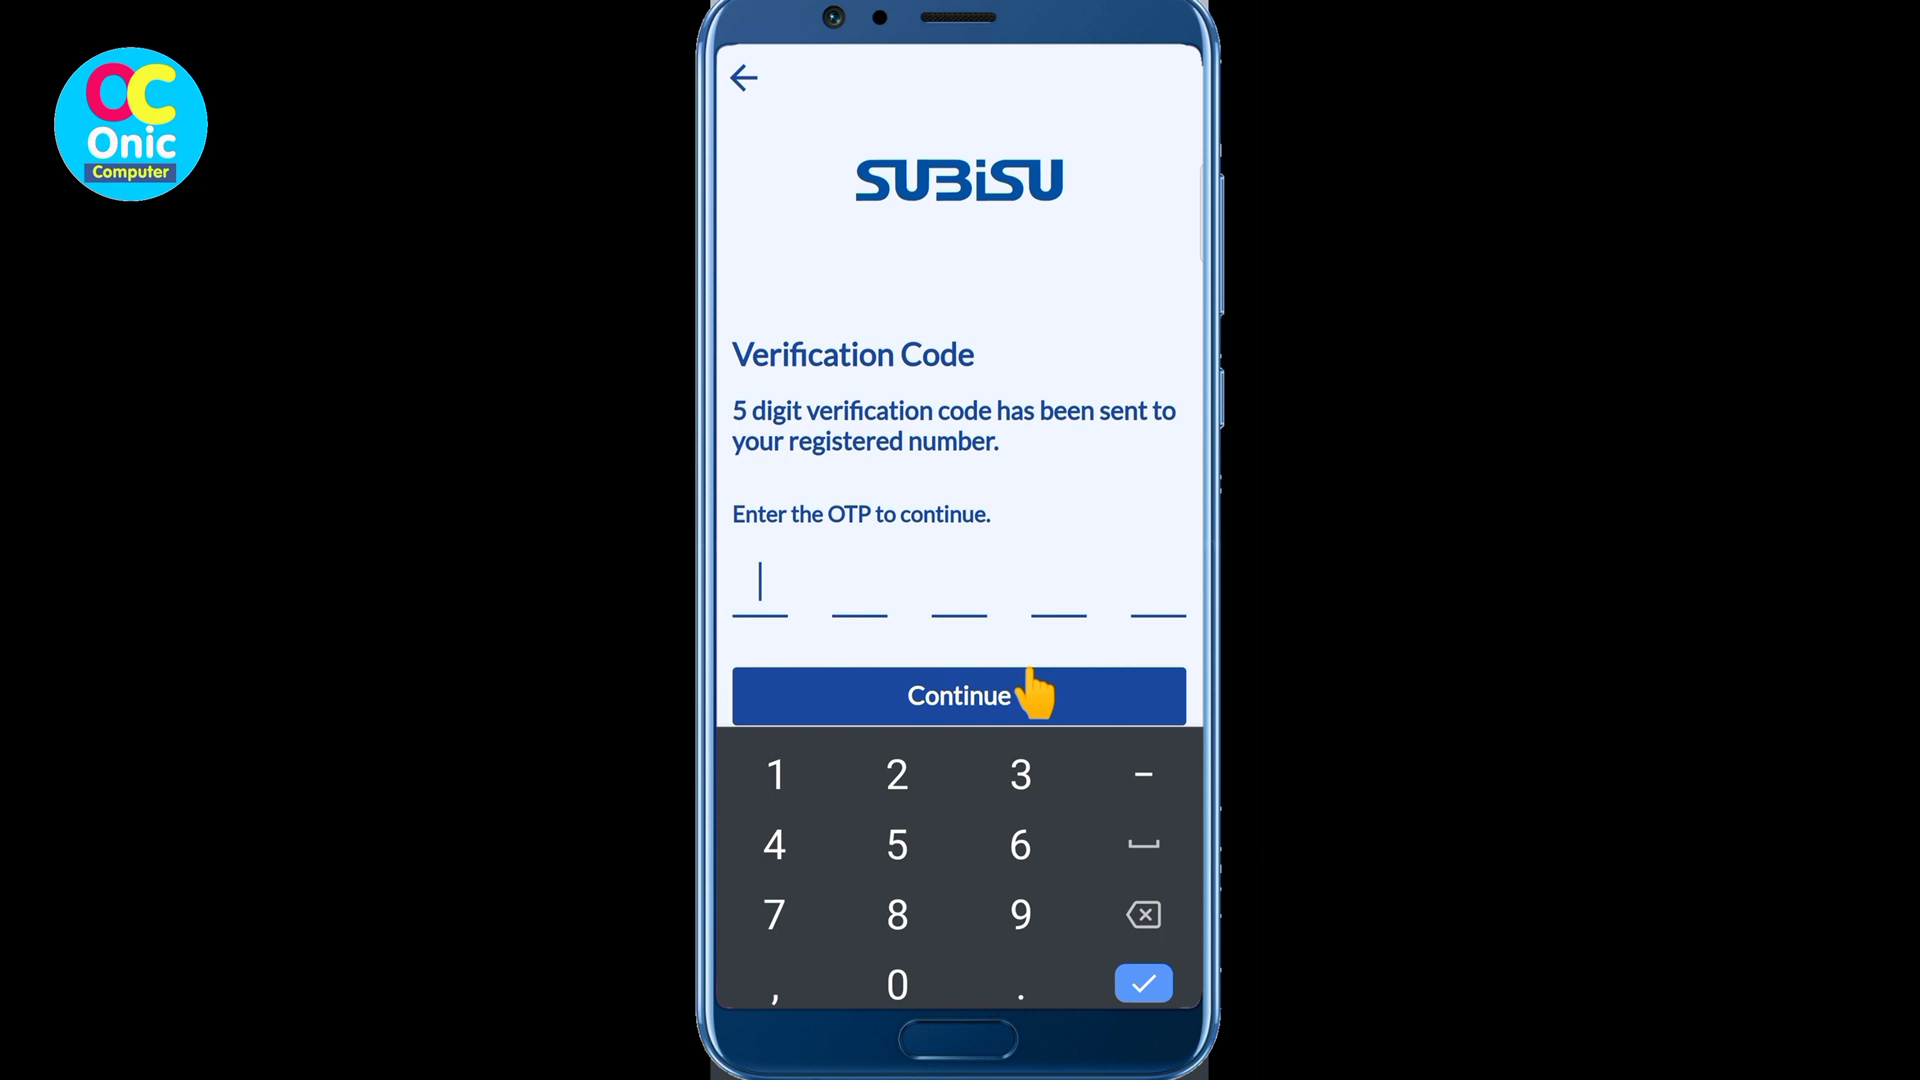 OC
Onic
Computer
SUBiSU
Verification Code
5 digit verification code has been sent to
your registered number.
Enter the OTP to continue.
Continue
1 2 3 -
4 5 6
7 8 9
, 0 .